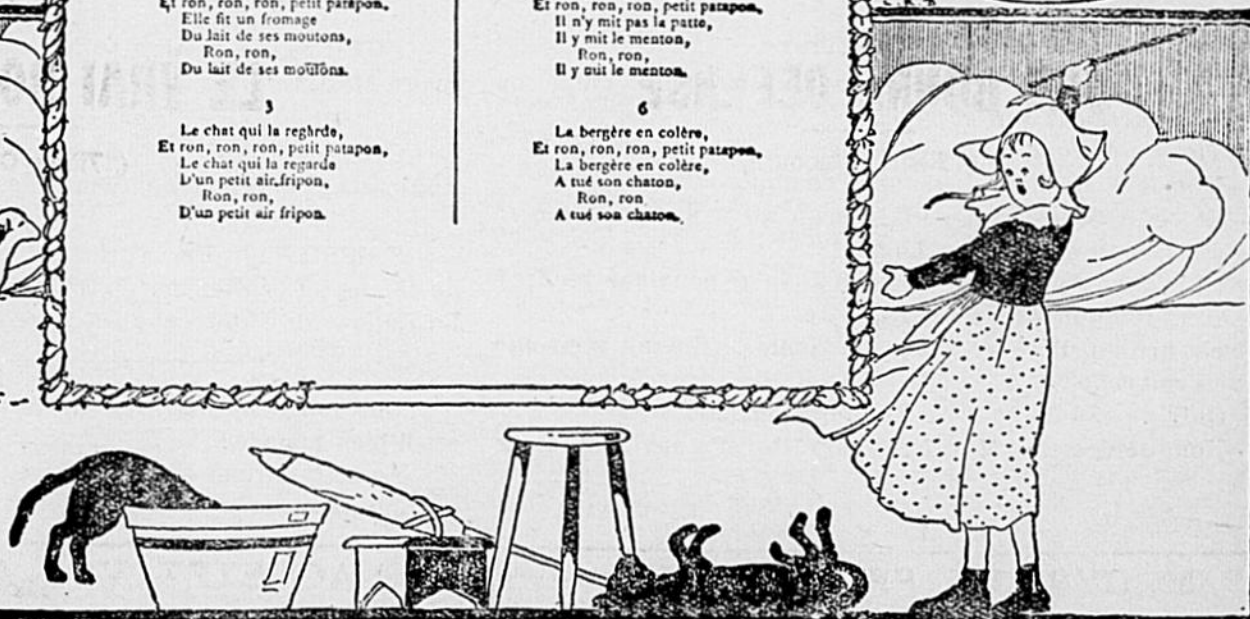 Et ron, ron, ron, petit patapon,
Elle fit un fromage
Du lait de ses moutons,
Ron, ron,
Du lait de ses moutons.
3
Le chat qui la regarde,
Et ron, ron, ron, petit patapon,
Le chat qui la regarde
D'un petit air fripon,
Ron, ron,
D'un petit air fripon.
Et ron, ron, ron, petit patapon,
Il n'y mit pas la patte,
Il y mit le menton,
Ron, ron,
Il y mit le menton.
6
La bergère en colère,
Et ron, ron, ron, petit patapon,
La bergère en colère,
A tué son chaton,
Ron, ron
A tué son chaton.